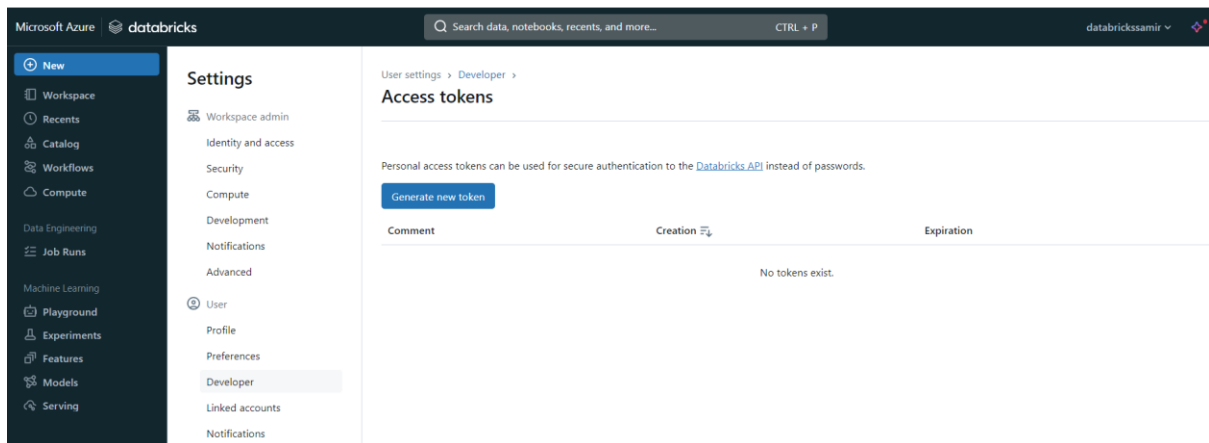 Microsoft Azure databricks
Search data, notebooks, recents, and more... CTRL + P
databrickssamir
New
Workspace
Recents
Catalog
Workflows
Compute
Data Engineering
Job Runs
Machine Learning
Playground
Experiments
Features
Models
Serving
Settings
Workspace admin
Identity and access
Security
Compute
Development
Notifications
Advanced
User
Profile
Preferences
Developer
Linked accounts
Notifications
User settings > Developer >
Access tokens
Personal access tokens can be used for secure authentication to the Databricks API instead of passwords.
Generate new token
Comment Creation Expiration
No tokens exist.